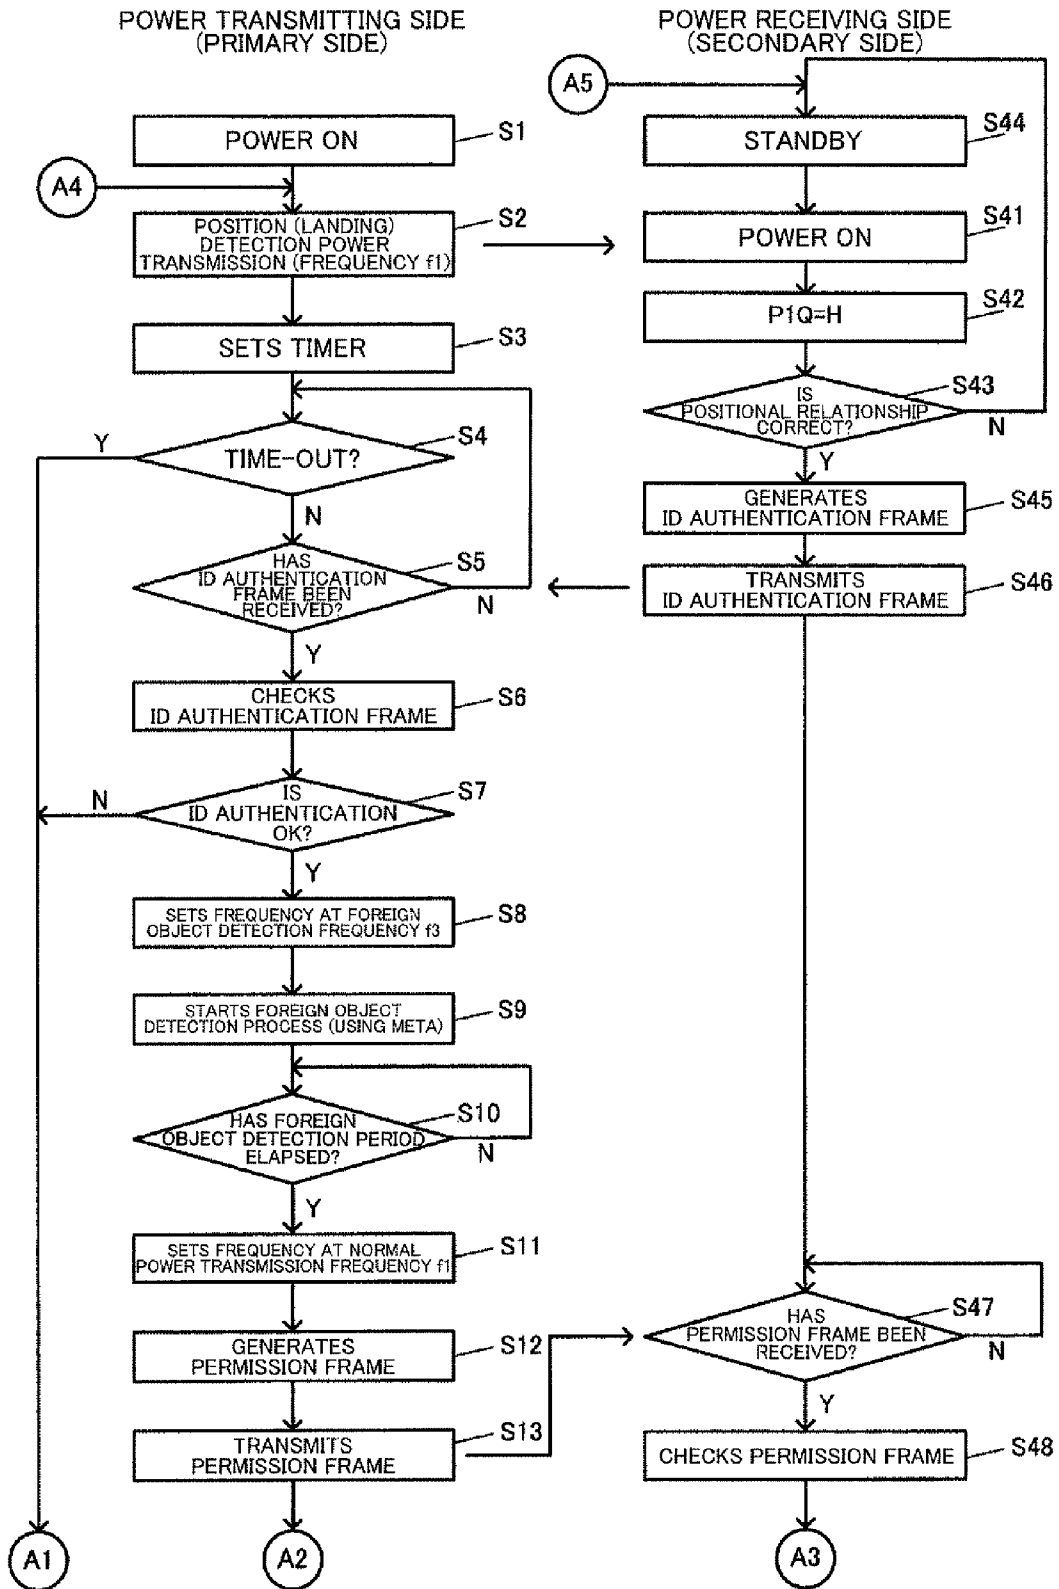 POWER TRANSMITTING SIDE
(PRIMARY SIDE)
POWER RECEIVING SIDE
(SECONDARY SIDE)
A5
POWER ON
S1
STANDBY
S44
A4
POSITION (LANDING)
DETECTION POWER
TRANSMISSION (FREQUENCY f1)
S2
POWER ON
S41
P1Q=H
S42
SETS TIMER
S3
IS
POSITIONAL RELATIONSHIP
CORRECT?
S43
N
Y
Y
TIME-OUT?
S4
N
GENERATES
ID AUTHENTICATION FRAME
S45
HAS
ID AUTHENTICATION
FRAME BEEN
RECEIVED?
S5
N
Y
TRANSMITS
ID AUTHENTICATION FRAME
S46
CHECKS
ID AUTHENTICATION FRAME
S6
IS
ID AUTHENTICATION
OK?
S7
N
Y
SETS FREQUENCY AT FOREIGN
OBJECT DETECTION FREQUENCY f3
S8
STARTS FOREIGN OBJECT
DETECTION PROCESS (USING META)
S9
HAS FOREIGN
OBJECT DETECTION PERIOD
ELAPSED?
S10
N
Y
SETS FREQUENCY AT NORMAL
POWER TRANSMISSION FREQUENCY f1
S11
GENERATES
PERMISSION FRAME
S12
HAS
PERMISSION FRAME BEEN
RECEIVED?
S47
N
Y
TRANSMITS
PERMISSION FRAME
S13
CHECKS PERMISSION FRAME
S48
A1
A2
A3